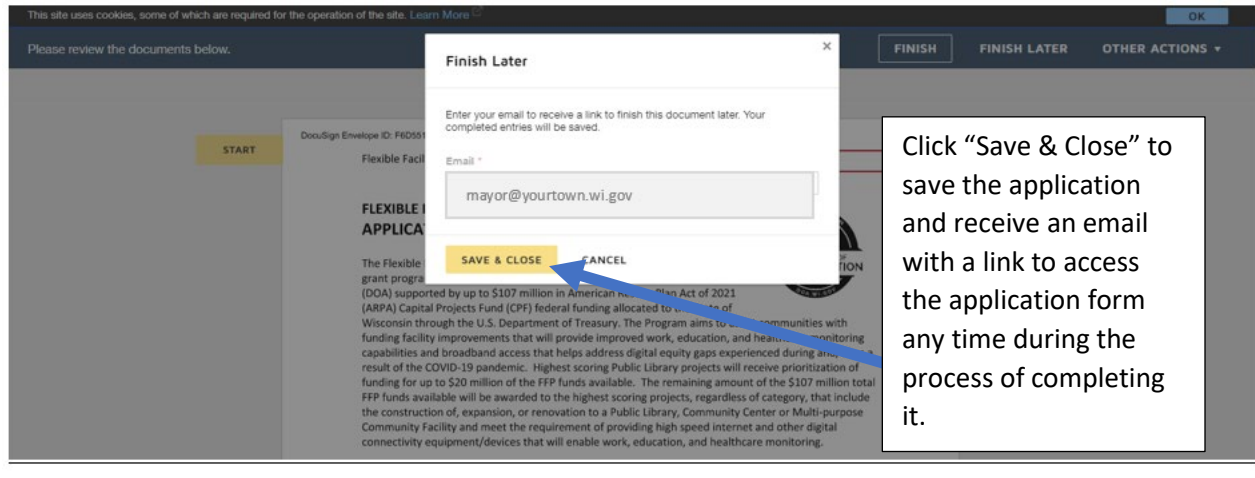 This site uses cookies, some of which are required for the operation of the site. Learn More
OK
Please review the documents below.
FINISH
FINISH LATER
OTHER ACTIONS
Finish Later
×
Enter your email to receive a link to finish this document later. Your
completed entries will be saved.
Email *
mayor@yourtown.wi.gov
SAVE & CLOSE
CANCEL
START
DocuSign Envelope ID: F6D551
Flexible Facil
FLEXIBLE
APPLICA
The Flexible
grant progra
(DOA) supported by up to $107 million in American Plan Act of 2021
(ARPA) Capital Projects Fund (CPF) federal funding allocated to of
Wisconsin through the U.S. Department of Treasury. The Program aims to communities with
funding facility improvements that will provide improved work, education, and monitoring
capabilities and broadband access that helps address digital equity gaps experienced during a
result of the COVID-19 pandemic. Highest scoring Public Library projects will receive prioritization of
funding for up to $20 million of the FFP funds available. The remaining amount of the $107 million total
FFP funds available will be awarded to the highest scoring projects, regardless of category, that include
the construction of, expansion, or renovation to a Public Library, Community Center or Multi-purpose
Community Facility and meet the requirement of providing high speed internet and other digital
connectivity equipment/devices that will enable work, education, and healthcare monitoring.
Click “Save & Close” to
save the application
and receive an email
with a link to access
the application form
any time during the
process of completing
it.